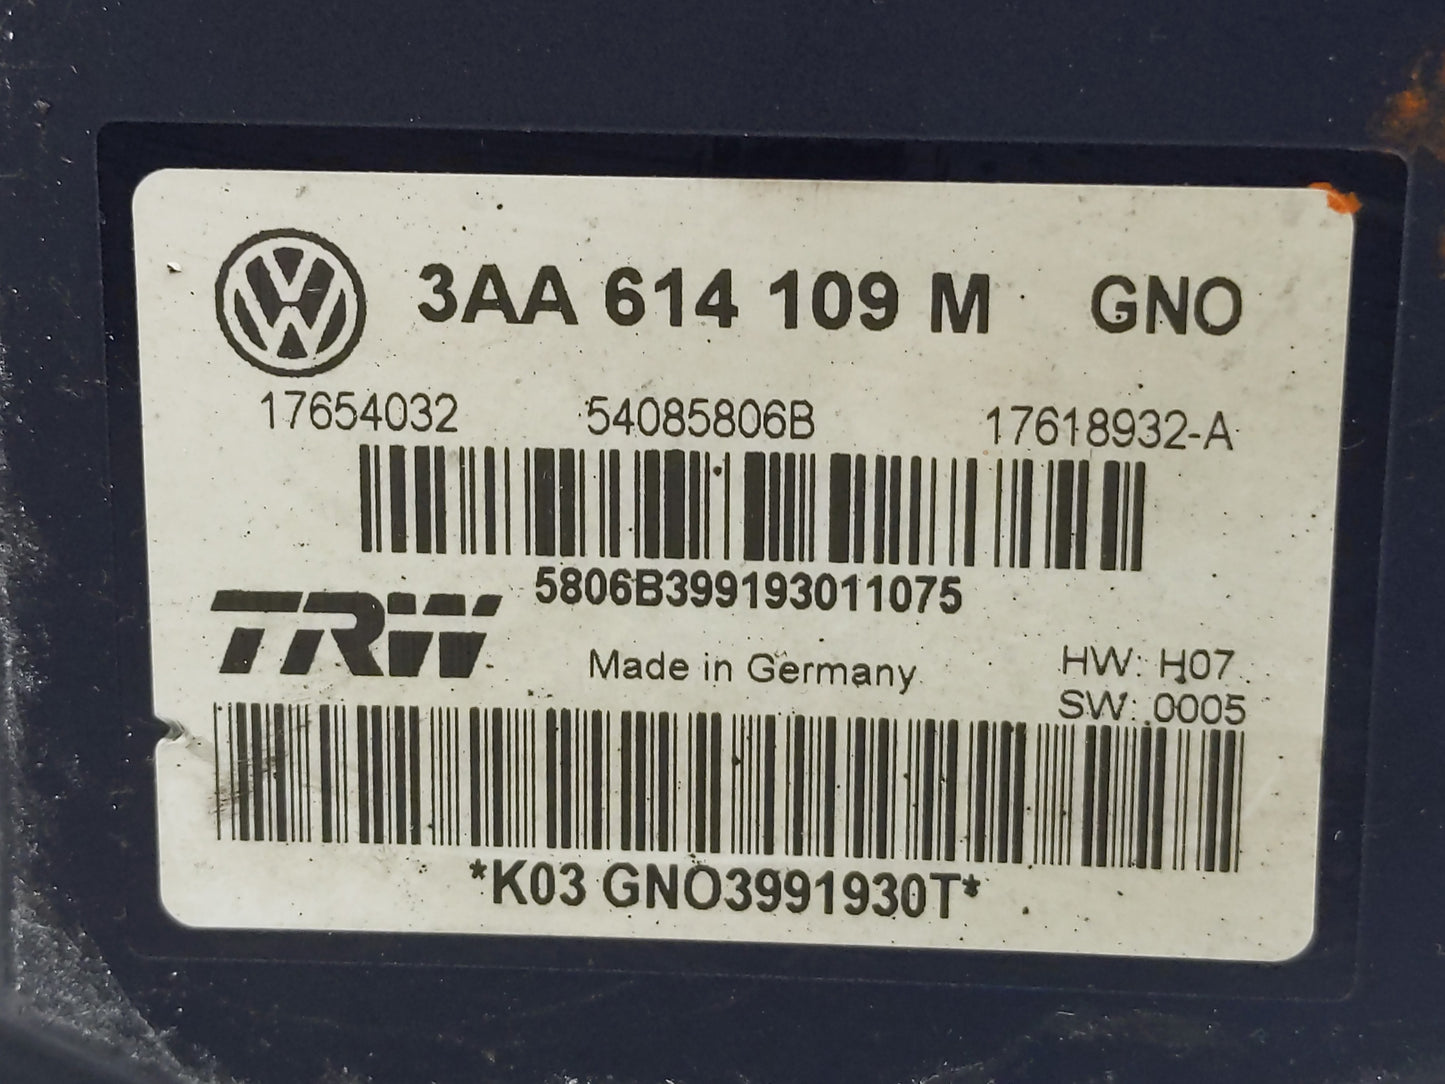 3AA 614 109 M GNO
17654032 54085806B 17618932-A
5806B399193011075
TRW
Made in Germany
HW: H07
SW: 0005
*K03 GNO3991930T*